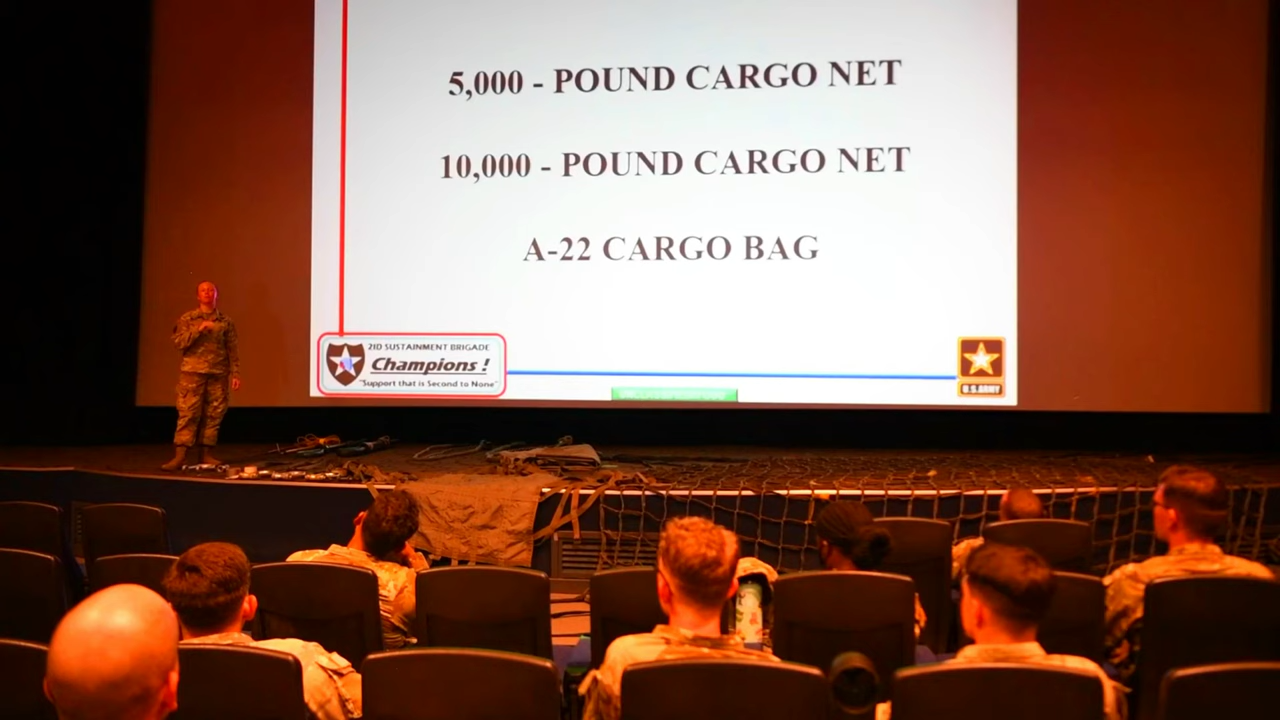 5,000 - POUND CARGO NET
10,000 - POUND CARGO NET
A-22 CARGO BAG
2ID SUSTAINMENT BRIGADE
Champions !
"Support that is Second to None"
U.S.ARMY